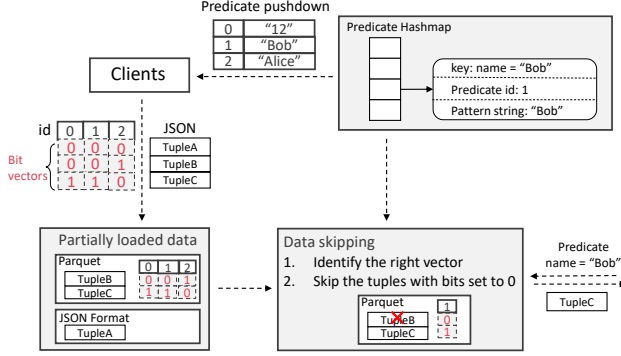 Predicate pushdown
0 "12"
1 "Bob"
2 "Alice"
Predicate Hashmap
key: name = "Bob"
Predicate id: 1
Pattern string: "Bob"
Clients
id 0 1 2 JSON
0 0 0 TupleA
0 0 1 TupleB
1 1 0 TupleC
Bit
vectors
Partially loaded data
Parquet
0 1 2
TupleB 0 0 1
TupleC 1 1 0
JSON Format
TupleA
Data skipping
1. Identify the right vector
2. Skip the tuples with bits set to 0
Parquet
1
TupleB 0
TupleC 1
Predicate
name = "Bob"
TupleC